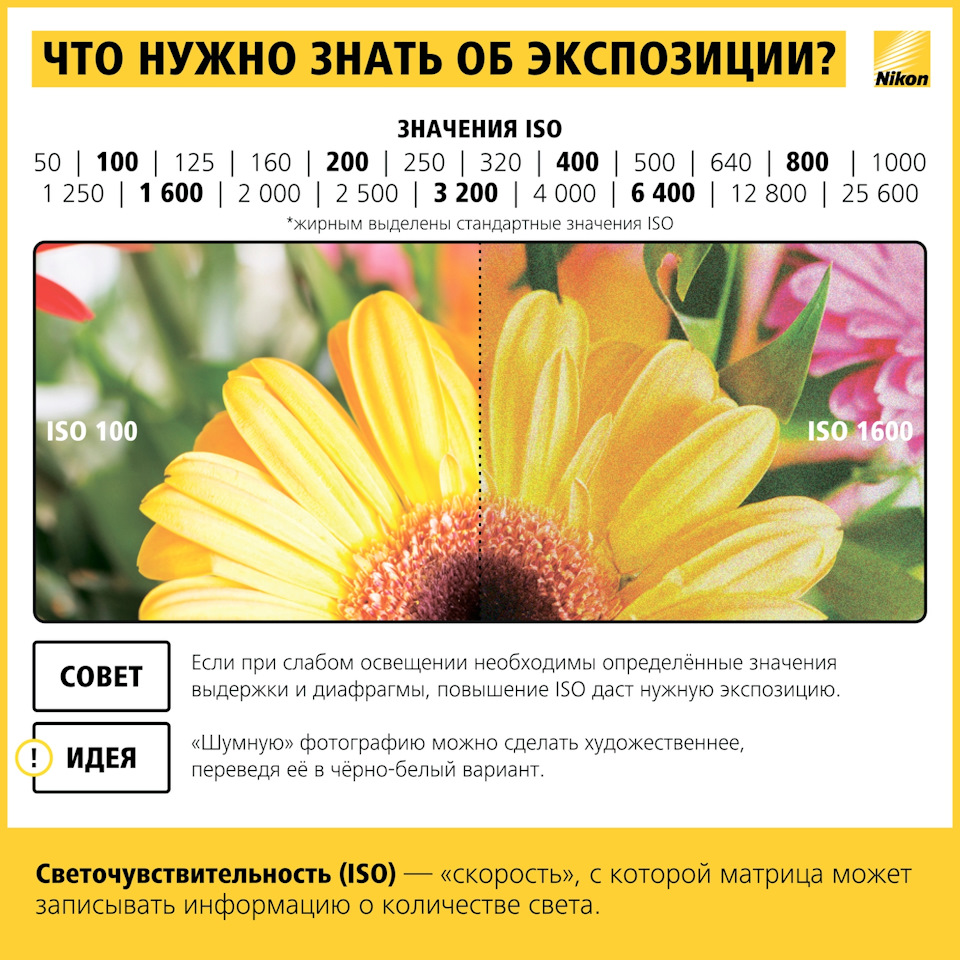 ЧТО НУЖНО ЗНАТЬ ОБ ЭКСПОЗИЦИИ?
Nikon
ЗНАЧЕНИЯ ISO
50 | 100 | 125 | 160 | 200 | 250 | 320 | 400 | 500 | 640 | 800 | 1000
1 250 | 1 600 | 2 000 | 2 500 | 3 200 | 4 000 | 6 400 | 12 800 | 25 600
*жирным выделены стандартные значения ISO
ISO 100
ISO 1600
СОВЕТ
Если при слабом освещении необходимы определённые значения
выдержки и диафрагмы, повышение ISO даст нужную экспозицию.
! ИДЕЯ
«Шумную» фотографию можно сделать художественнее,
переведя её в чёрно-белый вариант.
Светочувствительность (ISO) — «скорость», с которой матрица может
записывать информацию о количестве света.